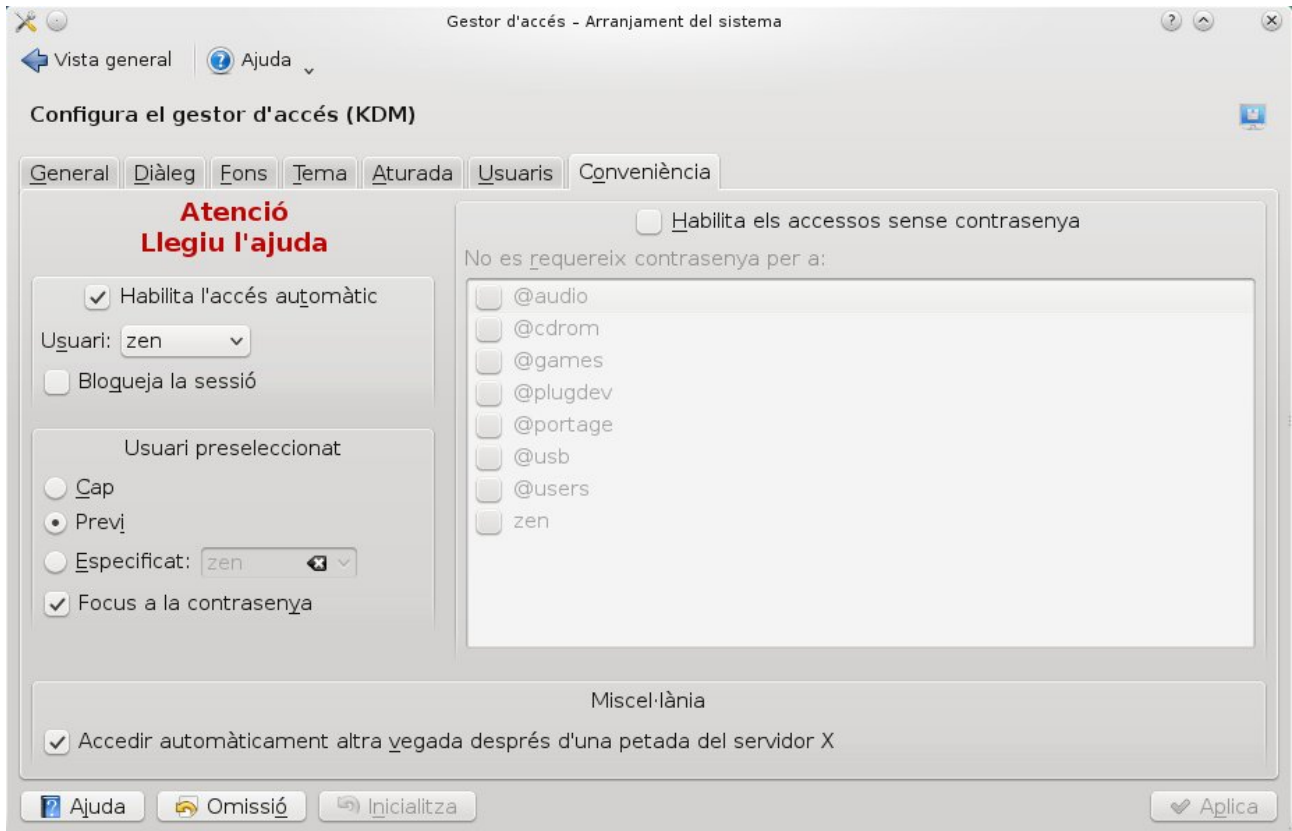 Gestor d'accés – Arranjament del sistema
Vista general Ajuda
Configura el gestor d'accés (KDM)
General Diàleg Fons Tema Aturada Usuaris Conveniència
Atenció
Llegiu l'ajuda
Habilita l'accés automàtic
Usuari: zen
Bloqueja la sessió
Usuari preseleccionat
Cap
Previ
Especificat: zen
Focus a la contrasenya
Habilita els accessos sense contrasenya
No es requereix contrasenya per a:
@audio
@cdrom
@games
@plugdev
@portage
@usb
@users
zen
Miscel·lània
Accedir automàticament altra vegada després d'una petada del servidor X
Ajuda Omissió Inicialitza Aplica